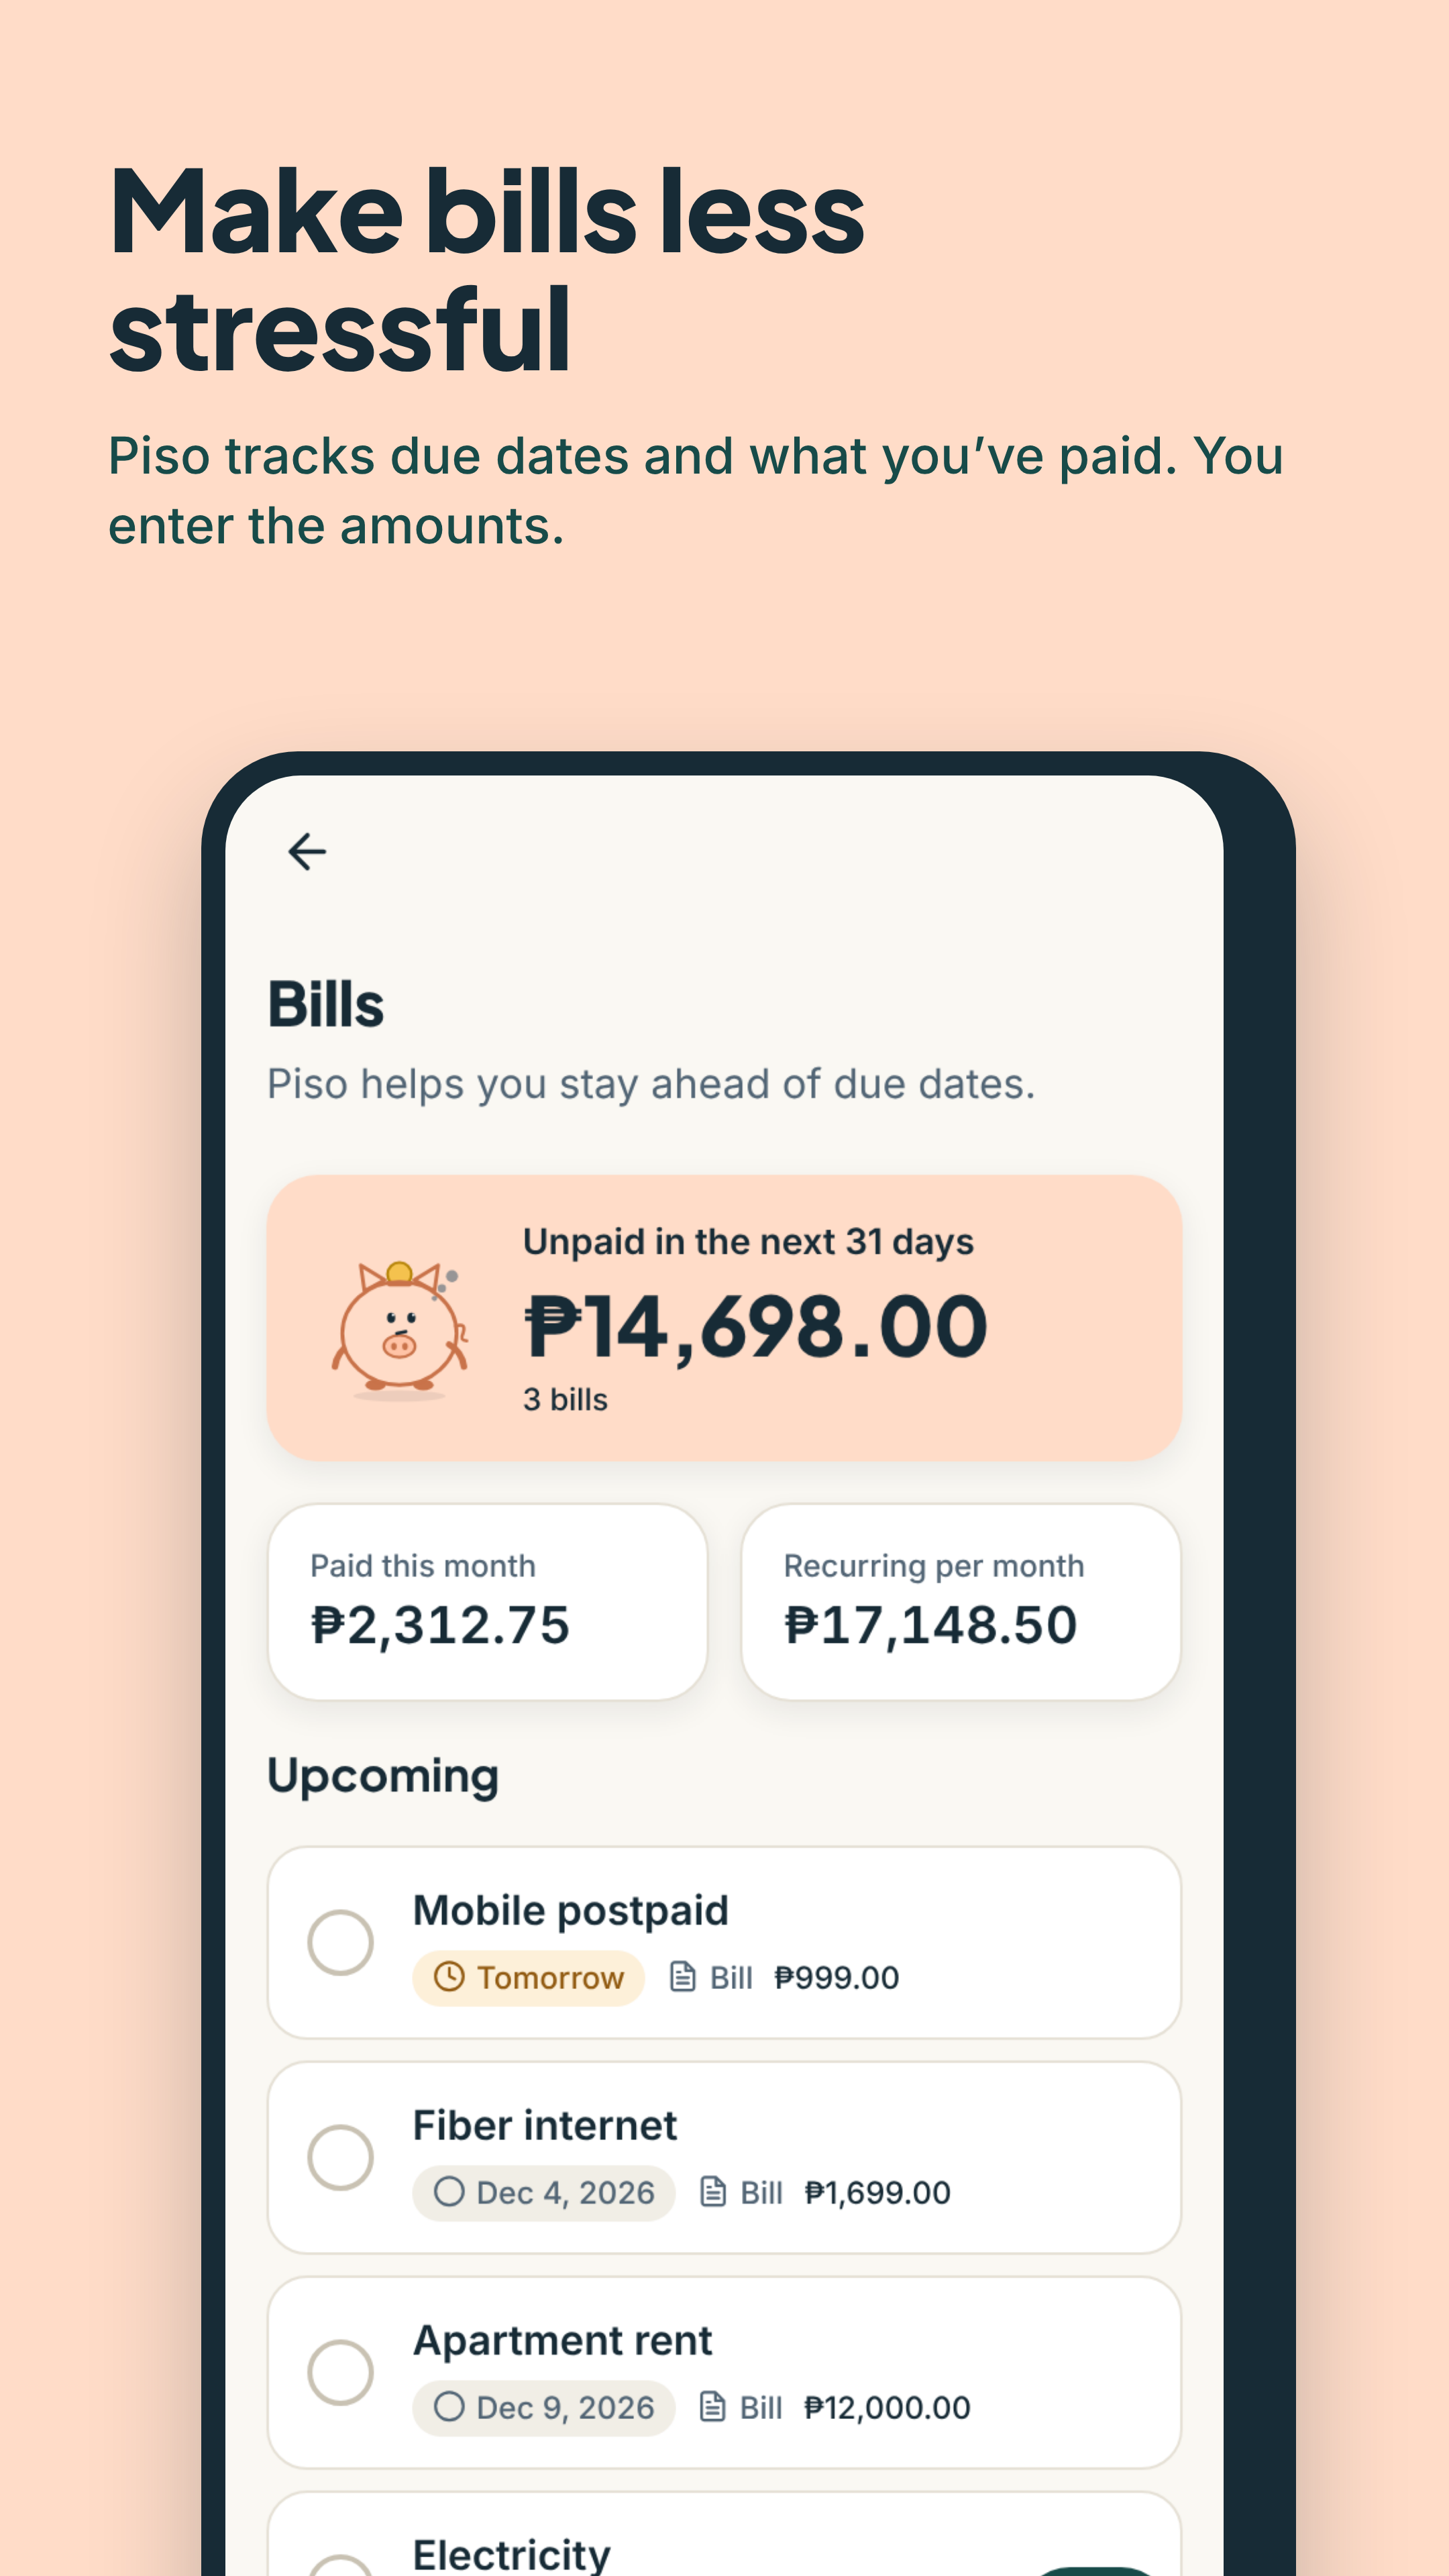 Make bills less
stressful
Piso tracks due dates and what you’ve paid. You
enter the amounts.
Bills
Piso helps you stay ahead of due dates.
Unpaid in the next 31 days
₱14,698.00
3 bills
Paid this month
₱2,312.75
Recurring per month
₱17,148.50
Upcoming
Mobile postpaid
Tomorrow Bill ₱999.00
Fiber internet
Dec 4, 2026 Bill ₱1,699.00
Apartment rent
Dec 9, 2026 Bill ₱12,000.00
Electricity